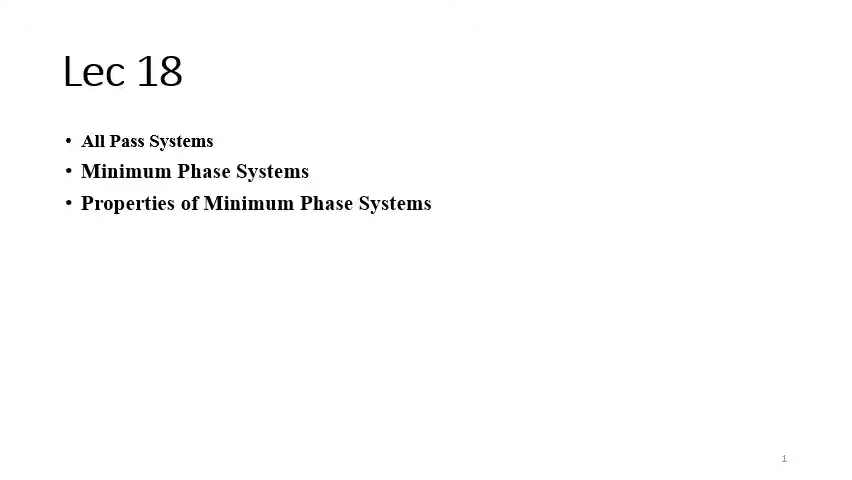 Lec 18
• All Pass Systems
• Minimum Phase Systems
• Properties of Minimum Phase Systems
1